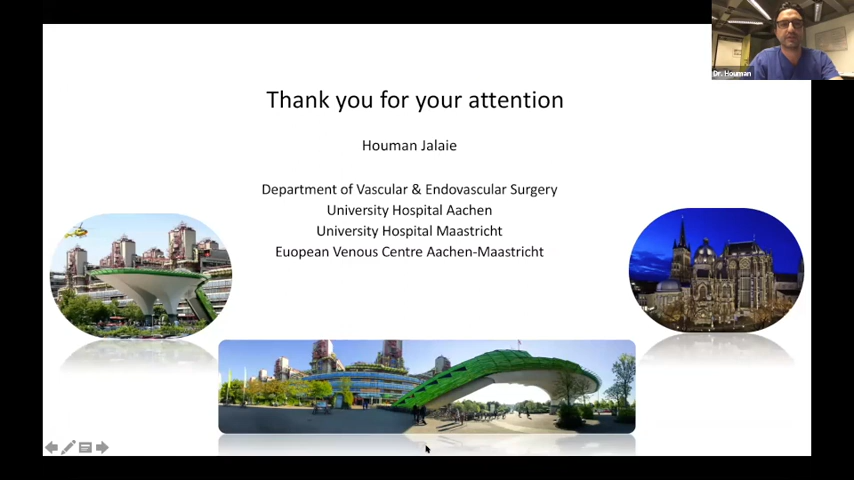 Dr. Houman
Thank you for your attention
Houman Jalaie
Department of Vascular & Endovascular Surgery
University Hospital Aachen
University Hospital Maastricht
Euopean Venous Centre Aachen-Maastricht